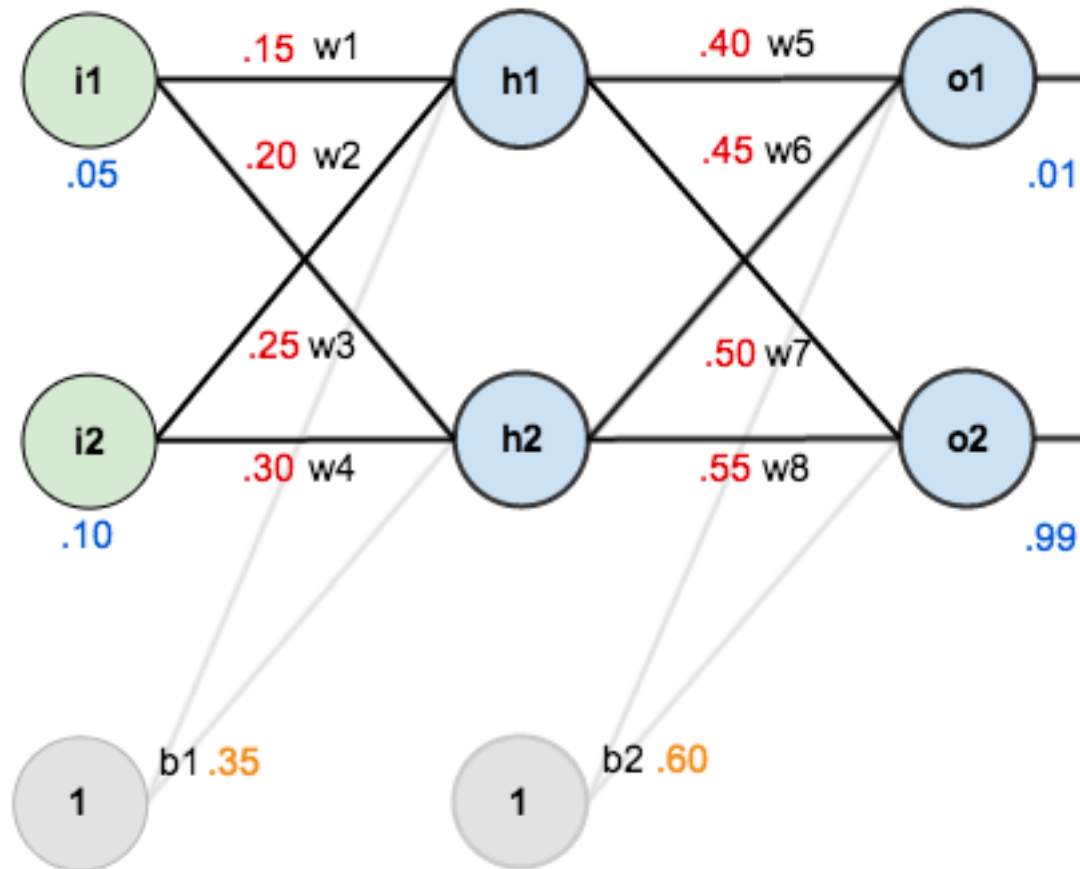 .15 w1
.40 w5
i1
h1
o1
.20 w2
.45 w6
.05
.01
.25 w3
.50 w7
i2
h2
o2
.30 w4
.55 w8
.10
.99
b1 .35
b2 .60
1
1